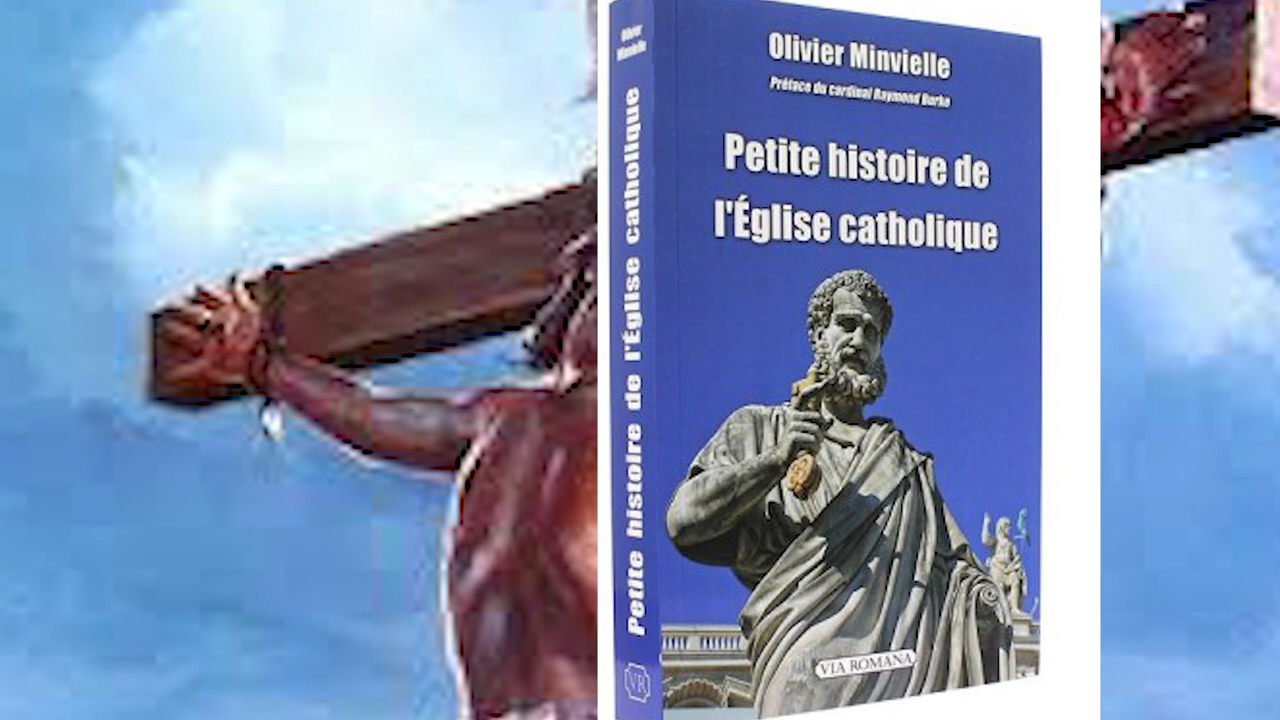 Olivier
Minvielle
Petite histoire de l'Église catholique
VR
Olivier Minvielle
Préface du cardinal Raymond Burke
Petite histoire de
l'Église catholique
VIA ROMANA